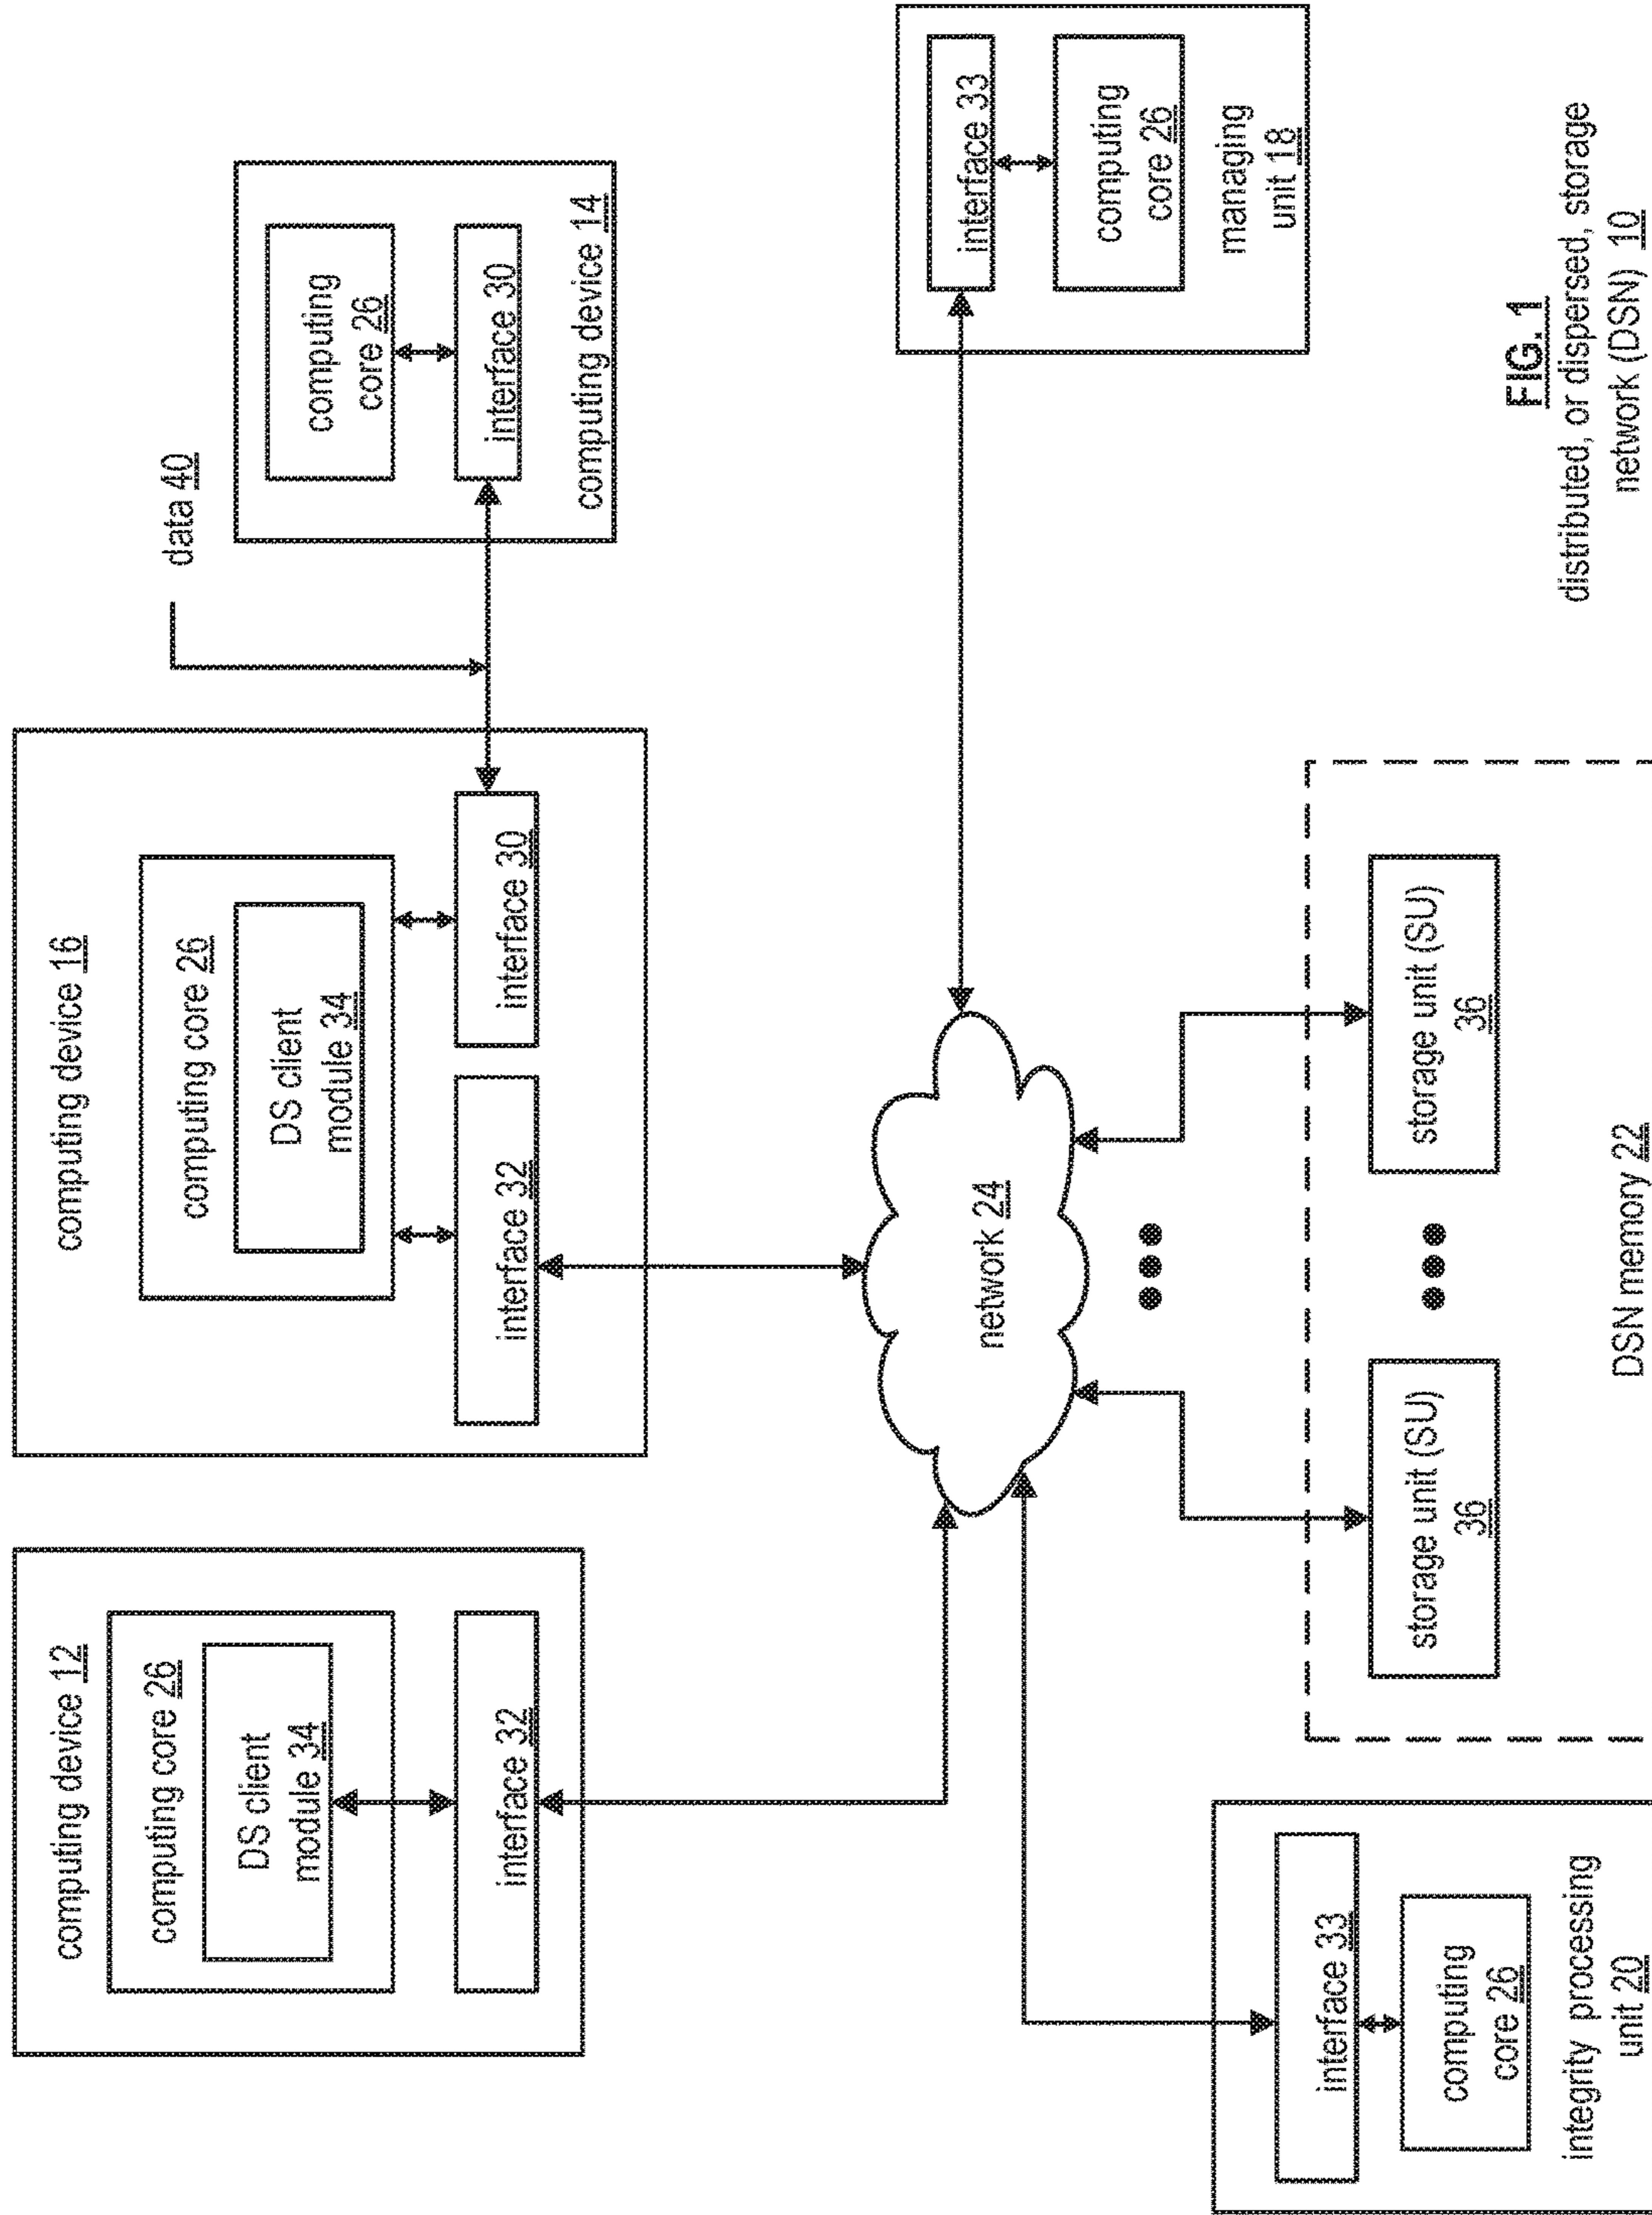 computing device 12
computing core 26
DS client
module 34
interface 32
computing device 16
computing core 26
DS client
module 34
interface 32
interface 30
data 40
computing
core 26
interface 30
computing device 14
network 24
interface 33
computing
core 26
managing
unit 18
interface 33
computing
core 26
integrity processing
unit 20
storage unit (SU)
36
storage unit (SU)
36
DSN memory 22
FIG. 1
distributed, or dispersed, storage
network (DSN) 10